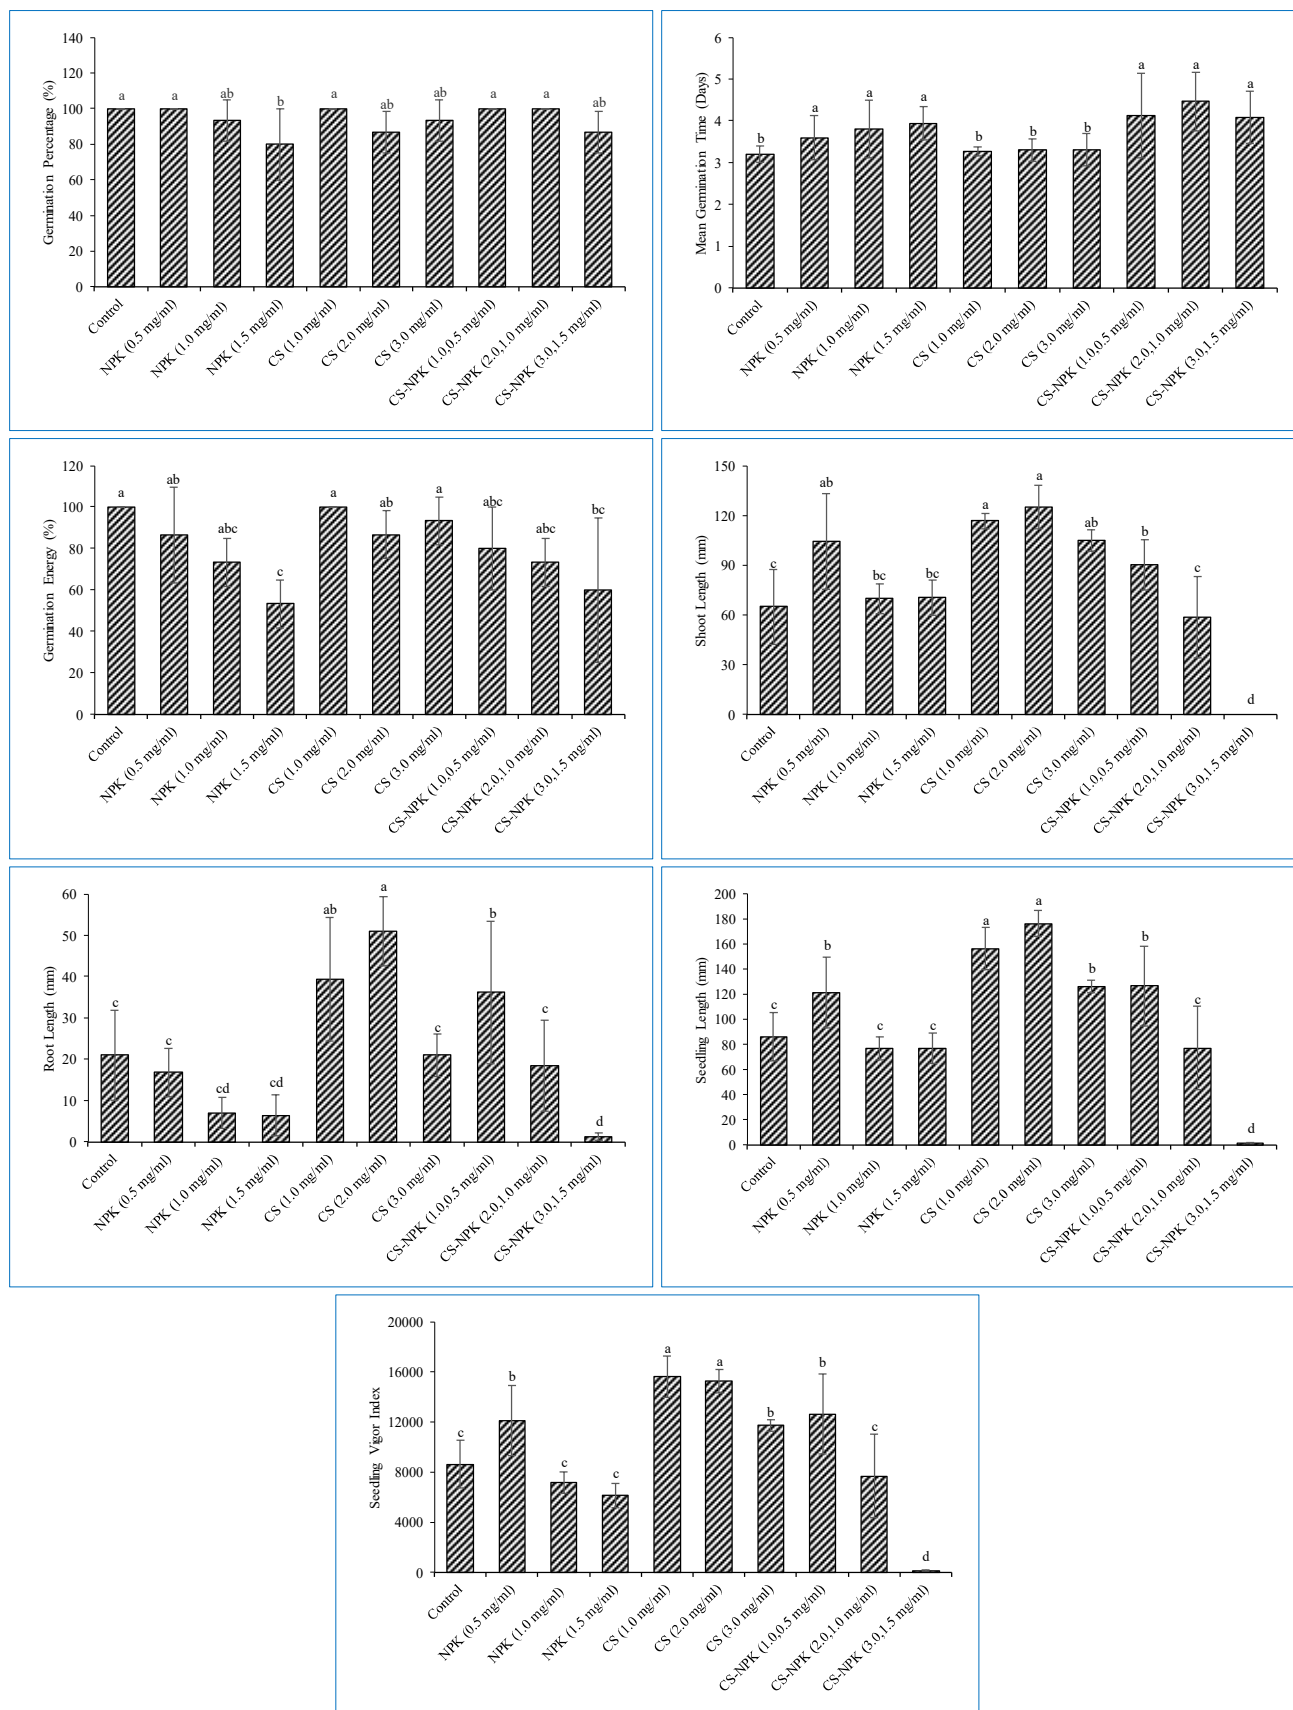 Germination Percentage (%)
140
120
100
80
60
40
20
0
a a ab b a ab ab a a ab
Control
NPK (0.5 mg/ml)
NPK (1.0 mg/ml)
NPK (1.5 mg/ml)
CS (1.0 mg/ml)
CS (2.0 mg/ml)
CS (3.0 mg/ml)
CS-NPK (1.0,0.5 mg/ml)
CS-NPK (2.0,1.0 mg/ml)
CS-NPK (3.0,1.5 mg/ml)
Mean Germination Time (Days)
6
5
4
3
2
1
0
b a a a b b b a a a
Control
NPK (0.5 mg/ml)
NPK (1.0 mg/ml)
NPK (1.5 mg/ml)
CS (1.0 mg/ml)
CS (2.0 mg/ml)
CS (3.0 mg/ml)
CS-NPK (1.0,0.5 mg/ml)
CS-NPK (2.0,1.0 mg/ml)
CS-NPK (3.0,1.5 mg/ml)
Germination Energy (%)
120
100
80
60
40
20
0
a ab abc c a ab a abc abc bc
Control
NPK (0.5 mg/ml)
NPK (1.0 mg/ml)
NPK (1.5 mg/ml)
CS (1.0 mg/ml)
CS (2.0 mg/ml)
CS (3.0 mg/ml)
CS-NPK (1.0,0.5 mg/ml)
CS-NPK (2.0,1.0 mg/ml)
CS-NPK (3.0,1.5 mg/ml)
Shoot Length (mm)
150
120
90
60
30
0
c ab bc bc a a ab b c d
Control
NPK (0.5 mg/ml)
NPK (1.0 mg/ml)
NPK (1.5 mg/ml)
CS (1.0 mg/ml)
CS (2.0 mg/ml)
CS (3.0 mg/ml)
CS-NPK (1.0,0.5 mg/ml)
CS-NPK (2.0,1.0 mg/ml)
CS-NPK (3.0,1.5 mg/ml)
Root Length (mm)
60
50
40
30
20
10
0
c c cd cd ab a c b c d
Control
NPK (0.5 mg/ml)
NPK (1.0 mg/ml)
NPK (1.5 mg/ml)
CS (1.0 mg/ml)
CS (2.0 mg/ml)
CS (3.0 mg/ml)
CS-NPK (1.0,0.5 mg/ml)
CS-NPK (2.0,1.0 mg/ml)
CS-NPK (3.0,1.5 mg/ml)
Seedling Length (mm)
200
180
160
140
120
100
80
60
40
20
0
c b c c a a b b c d
Control
NPK (0.5 mg/ml)
NPK (1.0 mg/ml)
NPK (1.5 mg/ml)
CS (1.0 mg/ml)
CS (2.0 mg/ml)
CS (3.0 mg/ml)
CS-NPK (1.0,0.5 mg/ml)
CS-NPK (2.0,1.0 mg/ml)
CS-NPK (3.0,1.5 mg/ml)
Seedling Vigor Index
20000
16000
12000
8000
4000
0
c b c c a a b b c d
Control
NPK (0.5 mg/ml)
NPK (1.0 mg/ml)
NPK (1.5 mg/ml)
CS (1.0 mg/ml)
CS (2.0 mg/ml)
CS (3.0 mg/ml)
CS-NPK (1.0,0.5 mg/ml)
CS-NPK (2.0,1.0 mg/ml)
CS-NPK (3.0,1.5 mg/ml)